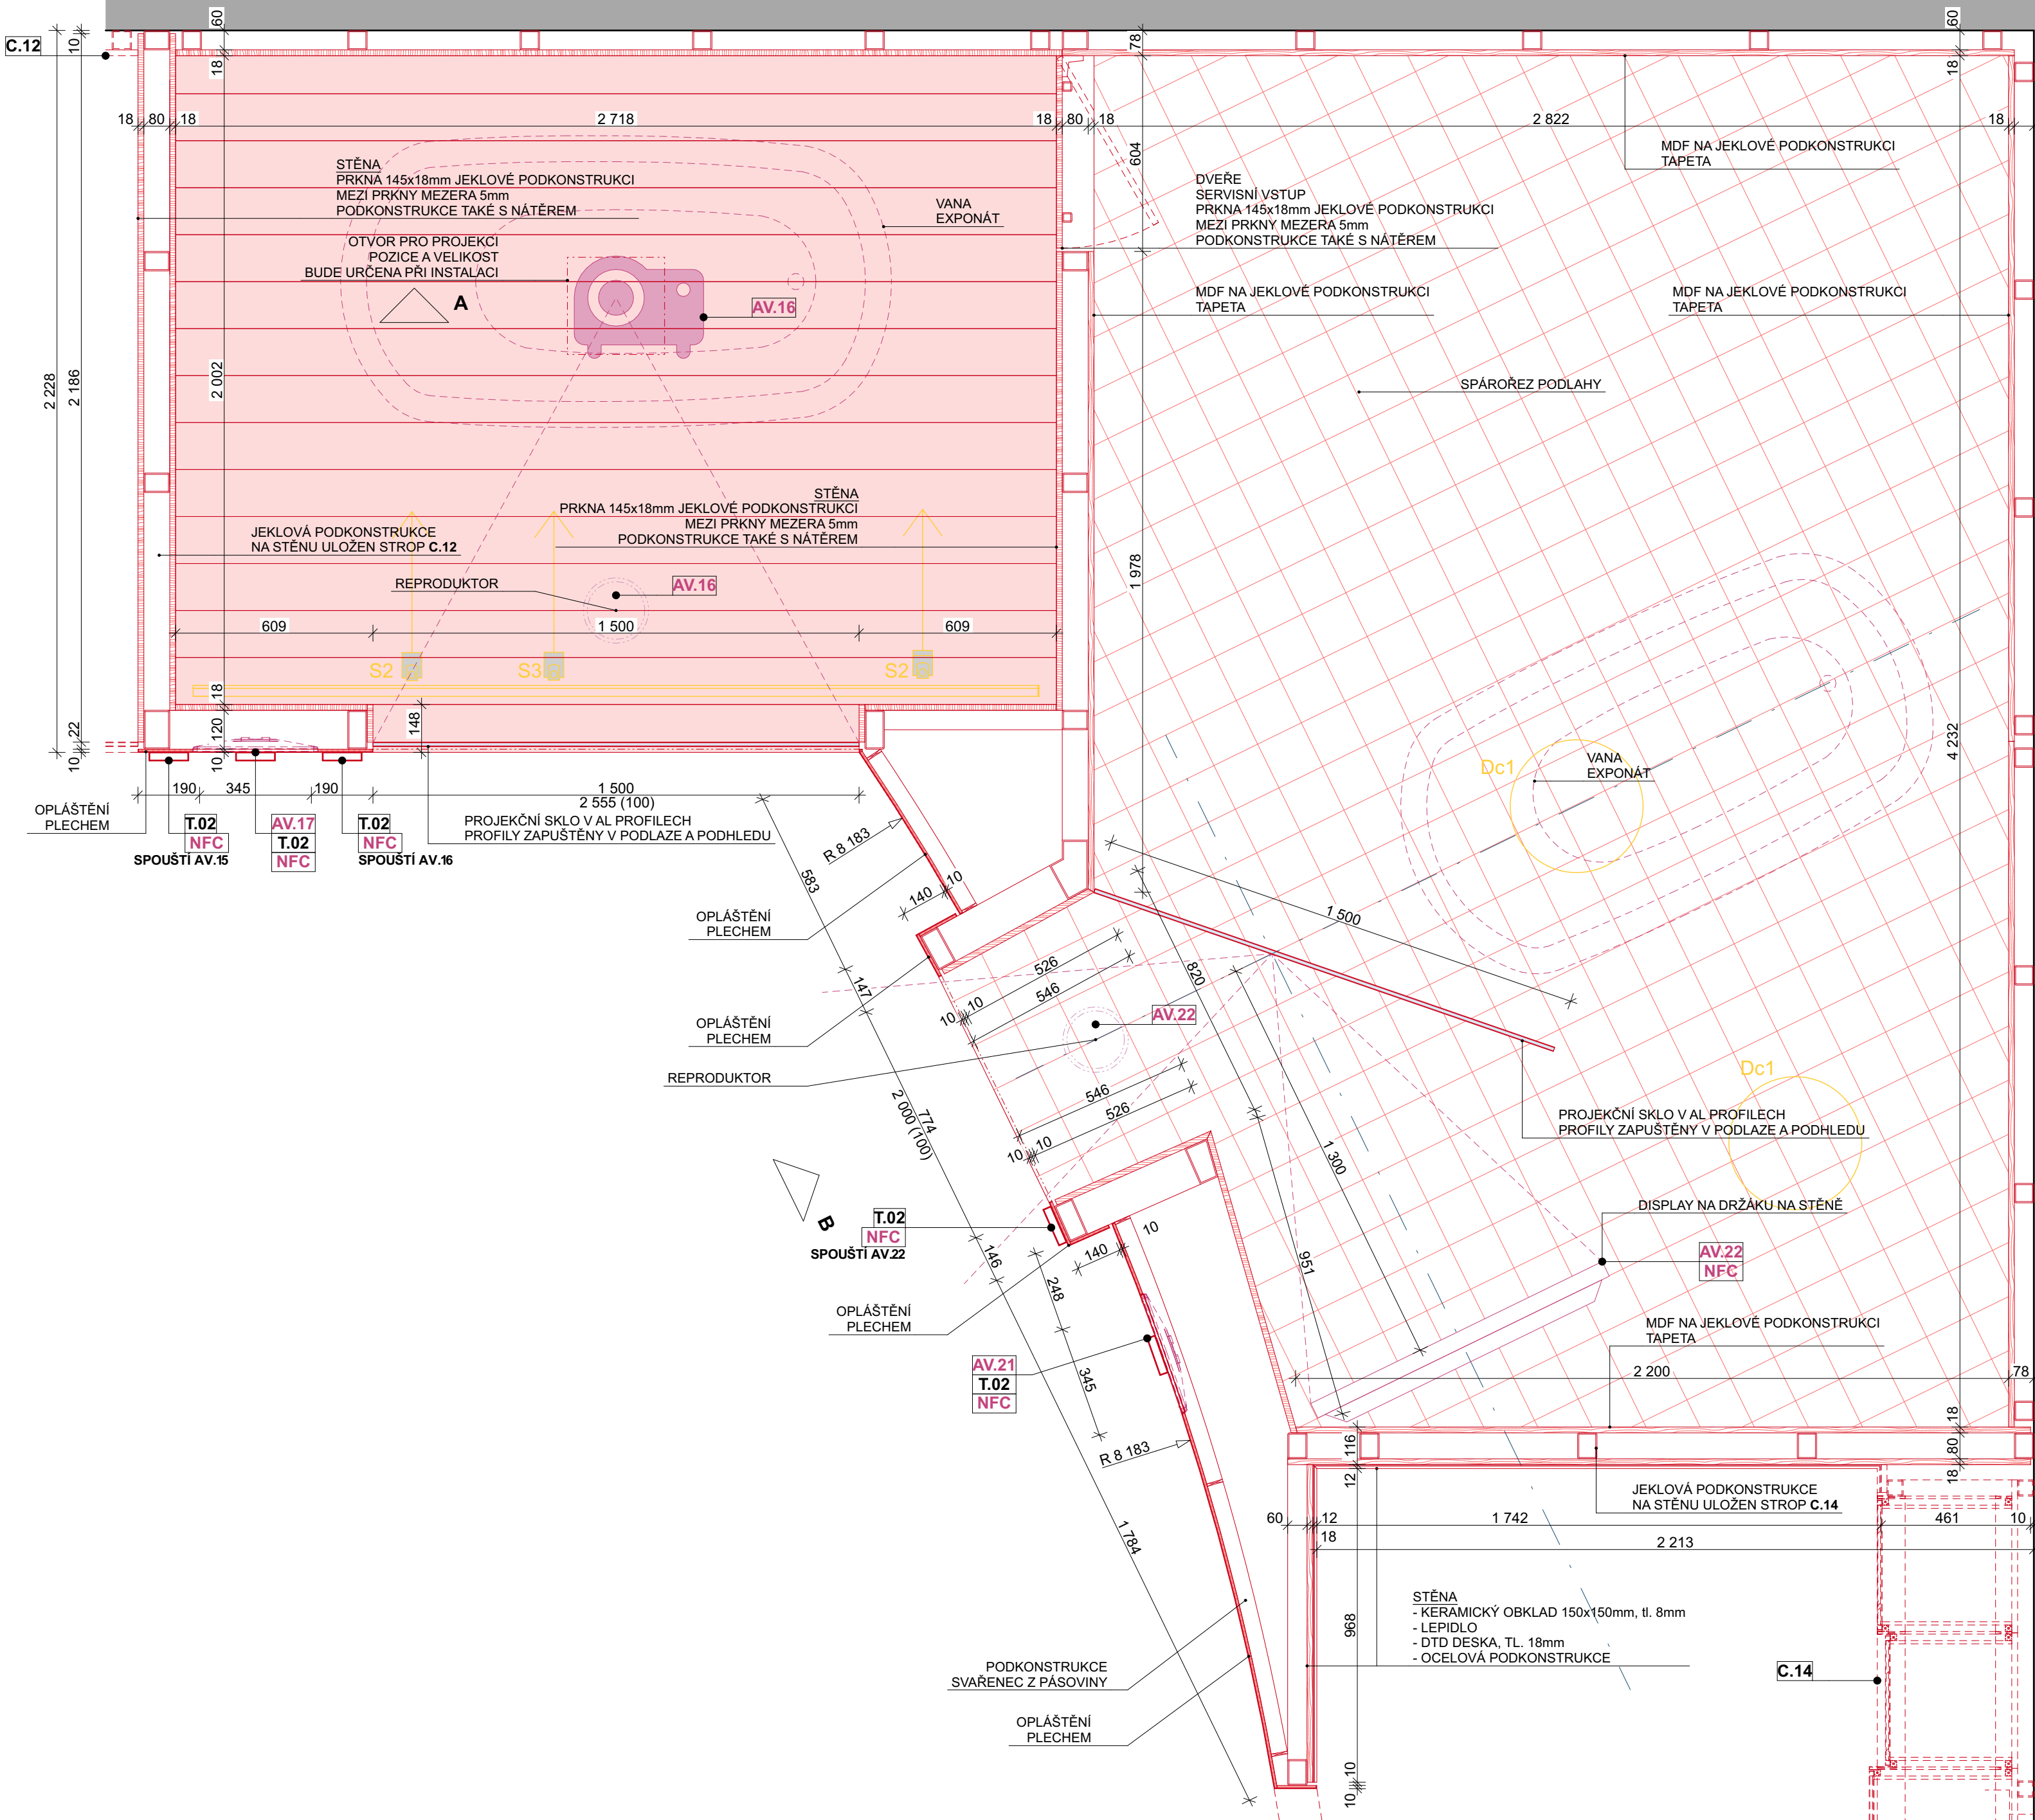 C.12
10
60
78
60
18
18
18
80
18
2 718
18
80
18
2 822
18
604
STĚNA
PRKNA 145x18mm JEKLOVÉ PODKONSTRUKCI
MEZI PRKNY MEZERA 5mm
PODKONSTRUKCE TAKÉ S NÁTĚREM
VANA
EXPONÁT
DVEŘE
SERVISNÍ VSTUP
PRKNA 145x18mm JEKLOVÉ PODKONSTRUKCI
MEZI PRKNY MEZERA 5mm
PODKONSTRUKCE TAKÉ S NÁTĚREM
MDF NA JEKLOVÉ PODKONSTRUKCI
TAPETA
OTVOR PRO PROJEKCI
POZICE A VELIKOST
BUDE URČENA PŘI INSTALACI
A
AV.16
MDF NA JEKLOVÉ PODKONSTRUKCI
TAPETA
MDF NA JEKLOVÉ PODKONSTRUKCI
TAPETA
2 228
2 186
2 002
SPÁROŘEZ PODLAHY
STĚNA
PRKNA 145x18mm JEKLOVÉ PODKONSTRUKCI
MEZI PRKNY MEZERA 5mm
PODKONSTRUKCE TAKÉ S NÁTĚREM
JEKLOVÁ PODKONSTRUKCE
NA STĚNU ULOŽEN STROP C.12
REPRODUKTOR
AV.16
1 978
609
1 500
609
S2
S3
S2
18
120
10
22
10
148
4 232
Dc1
VANA
EXPONÁT
190
345
190
1 500
2 555 (100)
OPLÁŠTĚNÍ
PLECHEM
T.02
NFC
SPOUŠTÍ AV.15
AV.17
T.02
NFC
T.02
NFC
SPOUŠTÍ AV.16
PROJEKČNÍ SKLO V AL PROFILECH
PROFILY ZAPUŠTĚNY V PODLAZE A PODHLEDU
R 8 183
583
140
10
OPLÁŠTĚNÍ
PLECHEM
1 500
526
546
10
10
147
820
OPLÁŠTĚNÍ
PLECHEM
AV.22
REPRODUKTOR
546
526
10
10
774
2 000 (100)
1 300
Dc1
PROJEKČNÍ SKLO V AL PROFILECH
PROFILY ZAPUŠTĚNY V PODLAZE A PODHLEDU
B
T.02
NFC
SPOUŠTÍ AV.22
DISPLAY NA DRŽÁKU NA STĚNĚ
AV.22
NFC
146
140
10
248
951
OPLÁŠTĚNÍ
PLECHEM
MDF NA JEKLOVÉ PODKONSTRUKCI
TAPETA
AV.21
T.02
NFC
345
2 200
78
R 8 183
116
12
18
80
18
JEKLOVÁ PODKONSTRUKCE
NA STĚNU ULOŽEN STROP C.14
60
12
18
1 742
461
10
2 213
1 784
968
STĚNA
- KERAMICKÝ OBKLAD 150x150mm, tl. 8mm
- LEPIDLO
- DTD DESKA, TL. 18mm
- OCELOVÁ PODKONSTRUKCE
PODKONSTRUKCE
SVAŘENEC Z PÁSOVINY
C.14
OPLÁŠTĚNÍ
PLECHEM
10
10